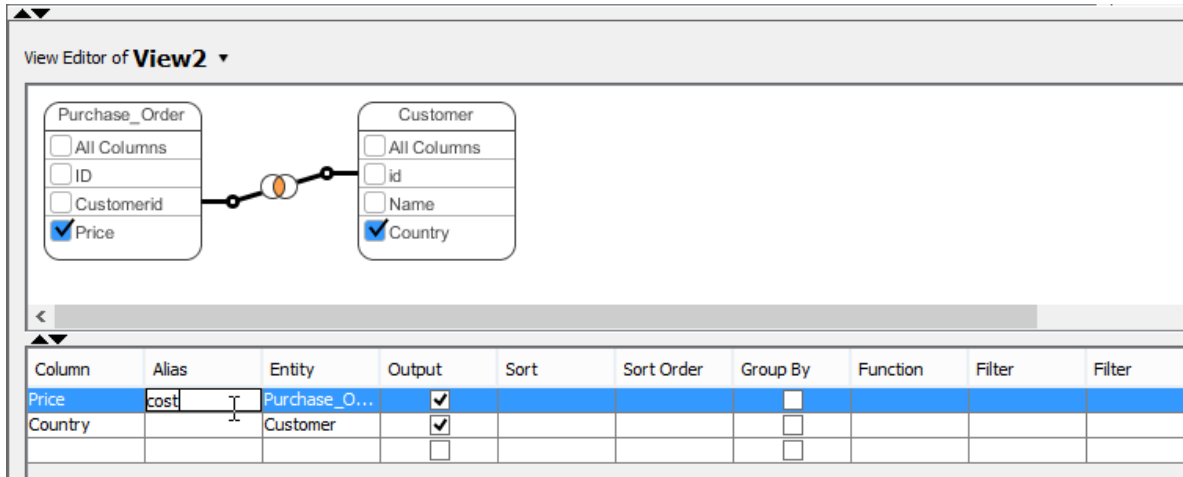 View Editor of View2
Purchase_Order
All Columns
ID
Customerid
Price
Customer
All Columns
id
Name
Country
Column Alias Entity Output Sort Sort Order Group By Function Filter Filter
Price cost Purchase_O...
Country Customer